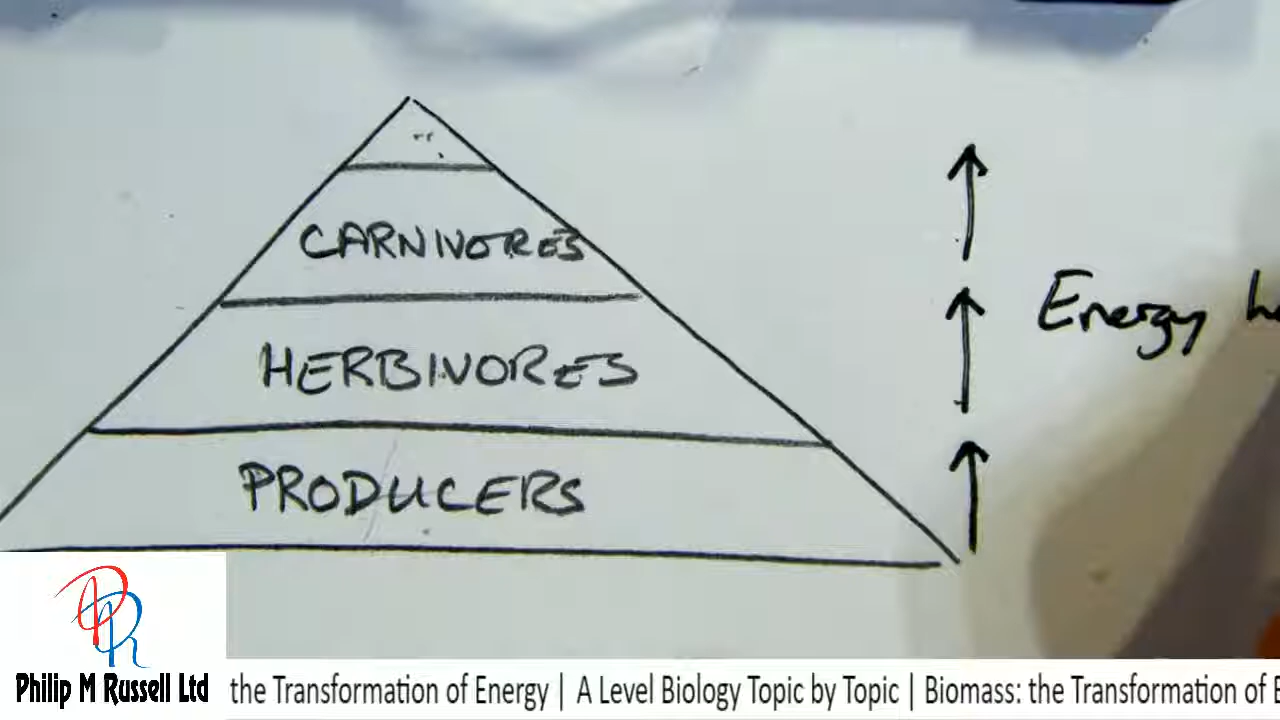 CARNIVORES
HERBIVORES
PRODUCERS
Energy
Philip M Russell Ltd
the Transformation of Energy | A Level Biology Topic by Topic | Biomass: the Transformation of E